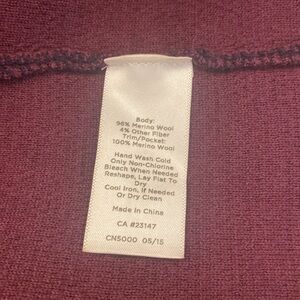 Body:
96% Merino Wool
4% Other Fiber
Trim/Pocket:
100% Merino Wool
Hand Wash Cold
Only Non-Chlorine
Bleach When Needed
Reshape, Lay Flat To
Dry
Cool Iron, if Needed
Or Dry Clean
Made in China
CA #23147
CN5000 05/15